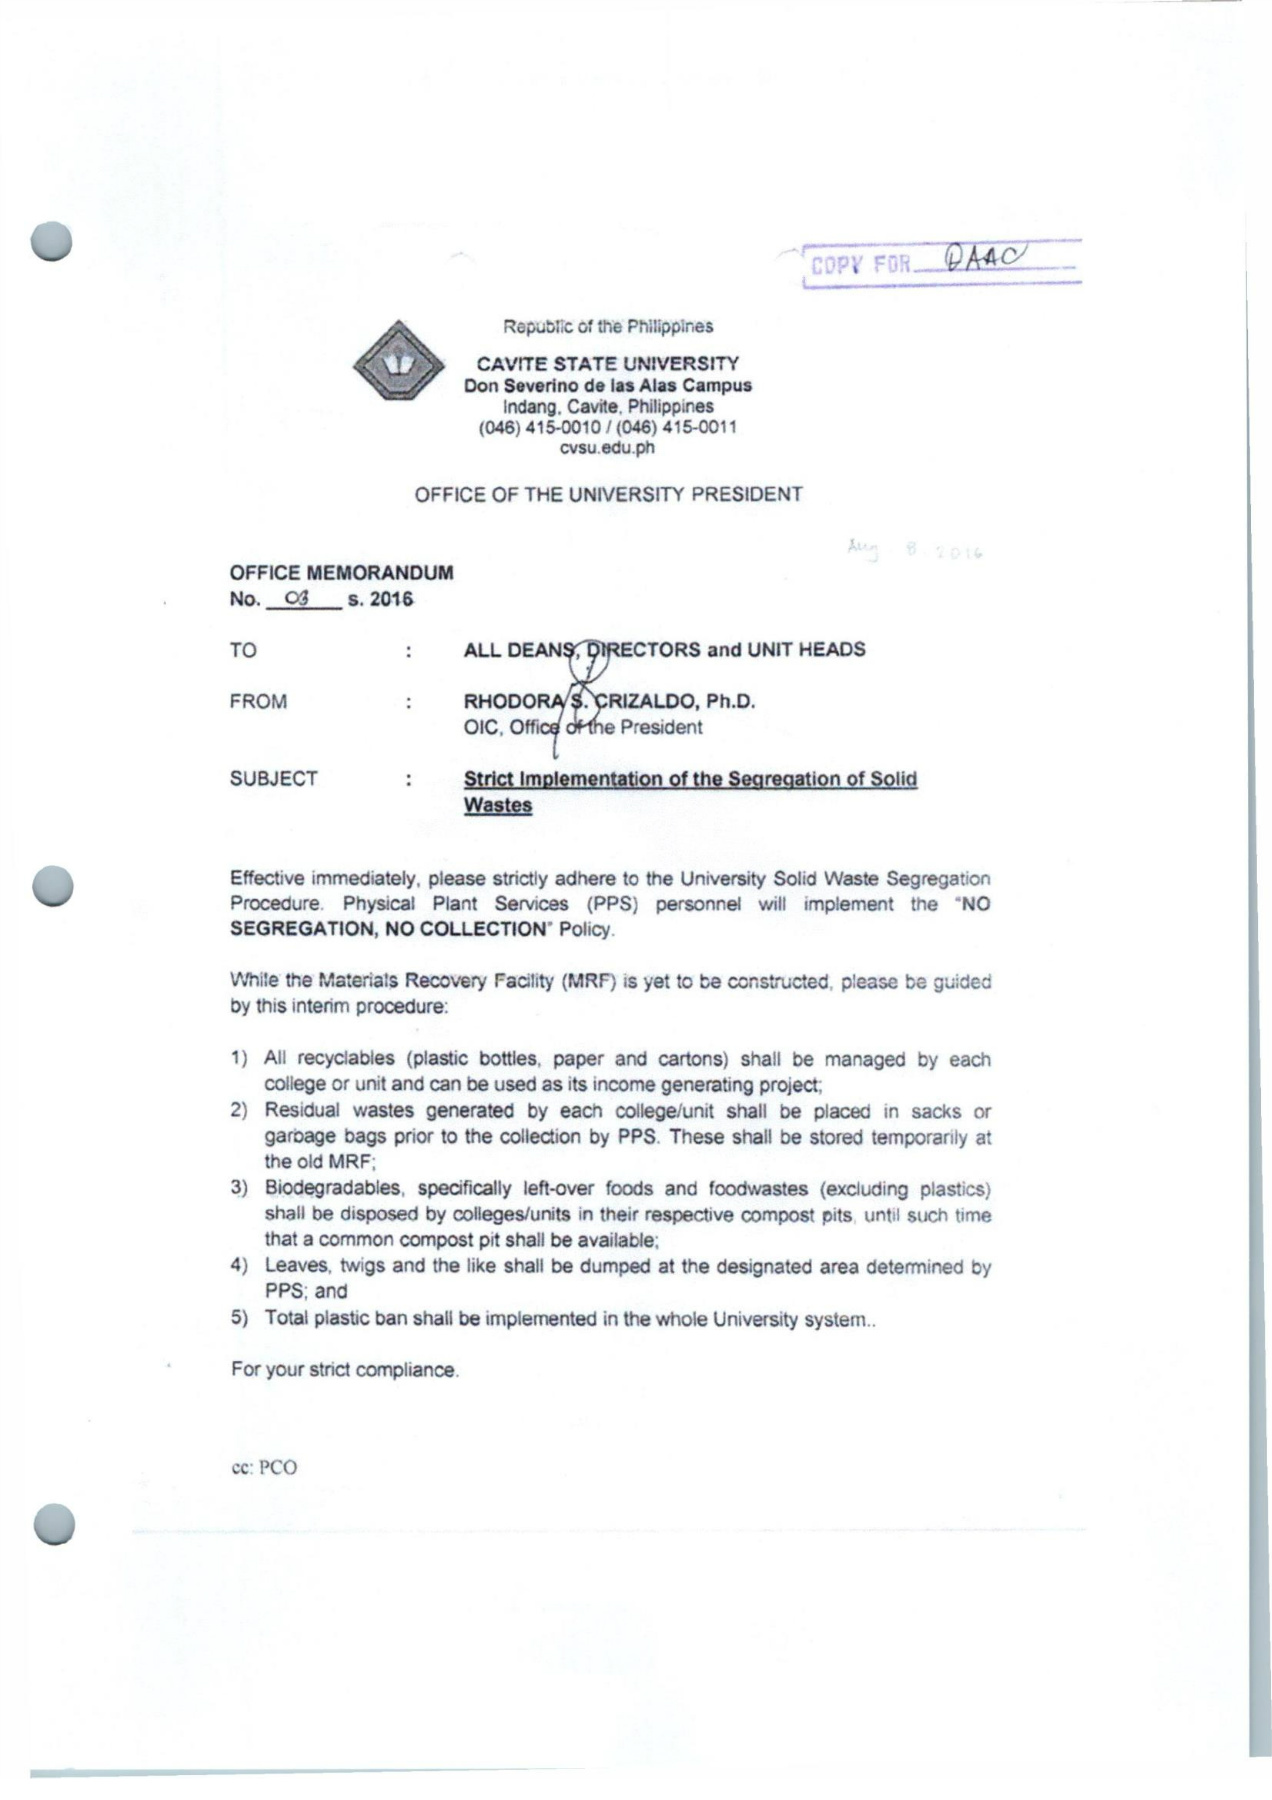 COPY FOR QAAC
Republic of the Philippines
CAVITE STATE UNIVERSITY
Don Severino de las Alas Campus
Indang, Cavite, Philippines
(046) 415-0010 / (046) 415-0011
cvsu.edu.ph
OFFICE OF THE UNIVERSITY PRESIDENT
Aug 8. 2016
OFFICE MEMORANDUM
No. 03 s. 2016
TO : ALL DEANS, DIRECTORS and UNIT HEADS
FROM : RHODORA S. CRIZALDO, Ph.D.
OIC, Office of the President
SUBJECT : Strict Implementation of the Segregation of Solid
Wastes
Effective immediately, please strictly adhere to the University Solid Waste Segregation
Procedure. Physical Plant Services (PPS) personnel will implement the "NO
SEGREGATION, NO COLLECTION" Policy.
While the Materials Recovery Facility (MRF) is yet to be constructed, please be guided
by this interim procedure:
1) All recyclables (plastic bottles, paper and cartons) shall be managed by each
college or unit and can be used as its income generating project;
2) Residual wastes generated by each college/unit shall be placed in sacks or
garbage bags prior to the collection by PPS. These shall be stored temporarily at
the old MRF;
3) Biodegradables, specifically left-over foods and foodwastes (excluding plastics)
shall be disposed by colleges/units in their respective compost pits, until such time
that a common compost pit shall be available;
4) Leaves, twigs and the like shall be dumped at the designated area determined by
PPS; and
5) Total plastic ban shall be implemented in the whole University system..
For your strict compliance.
cc: PCO